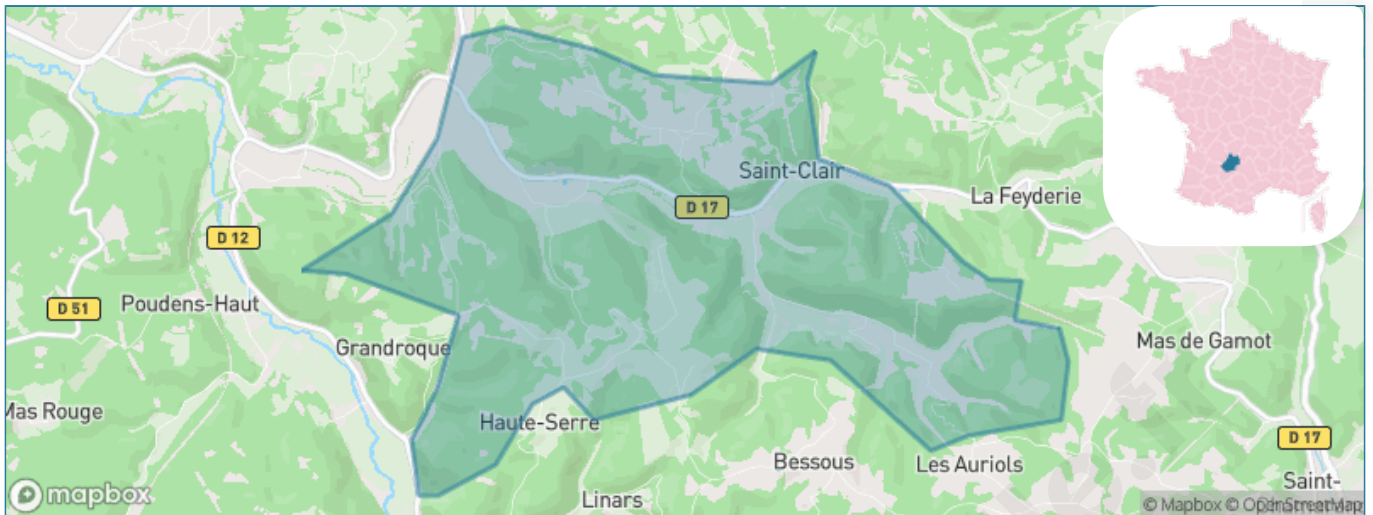 Saint-Clair
La Feyderie
D 17
D 12
Poudens-Haut
D 51
Grandroque
Mas de Gamot
Mas Rouge
Haute-Serre
D 17
Bessous
Les Auriols
Saint-
Linars
mapbox
© Mapbox © OpenStreetMap